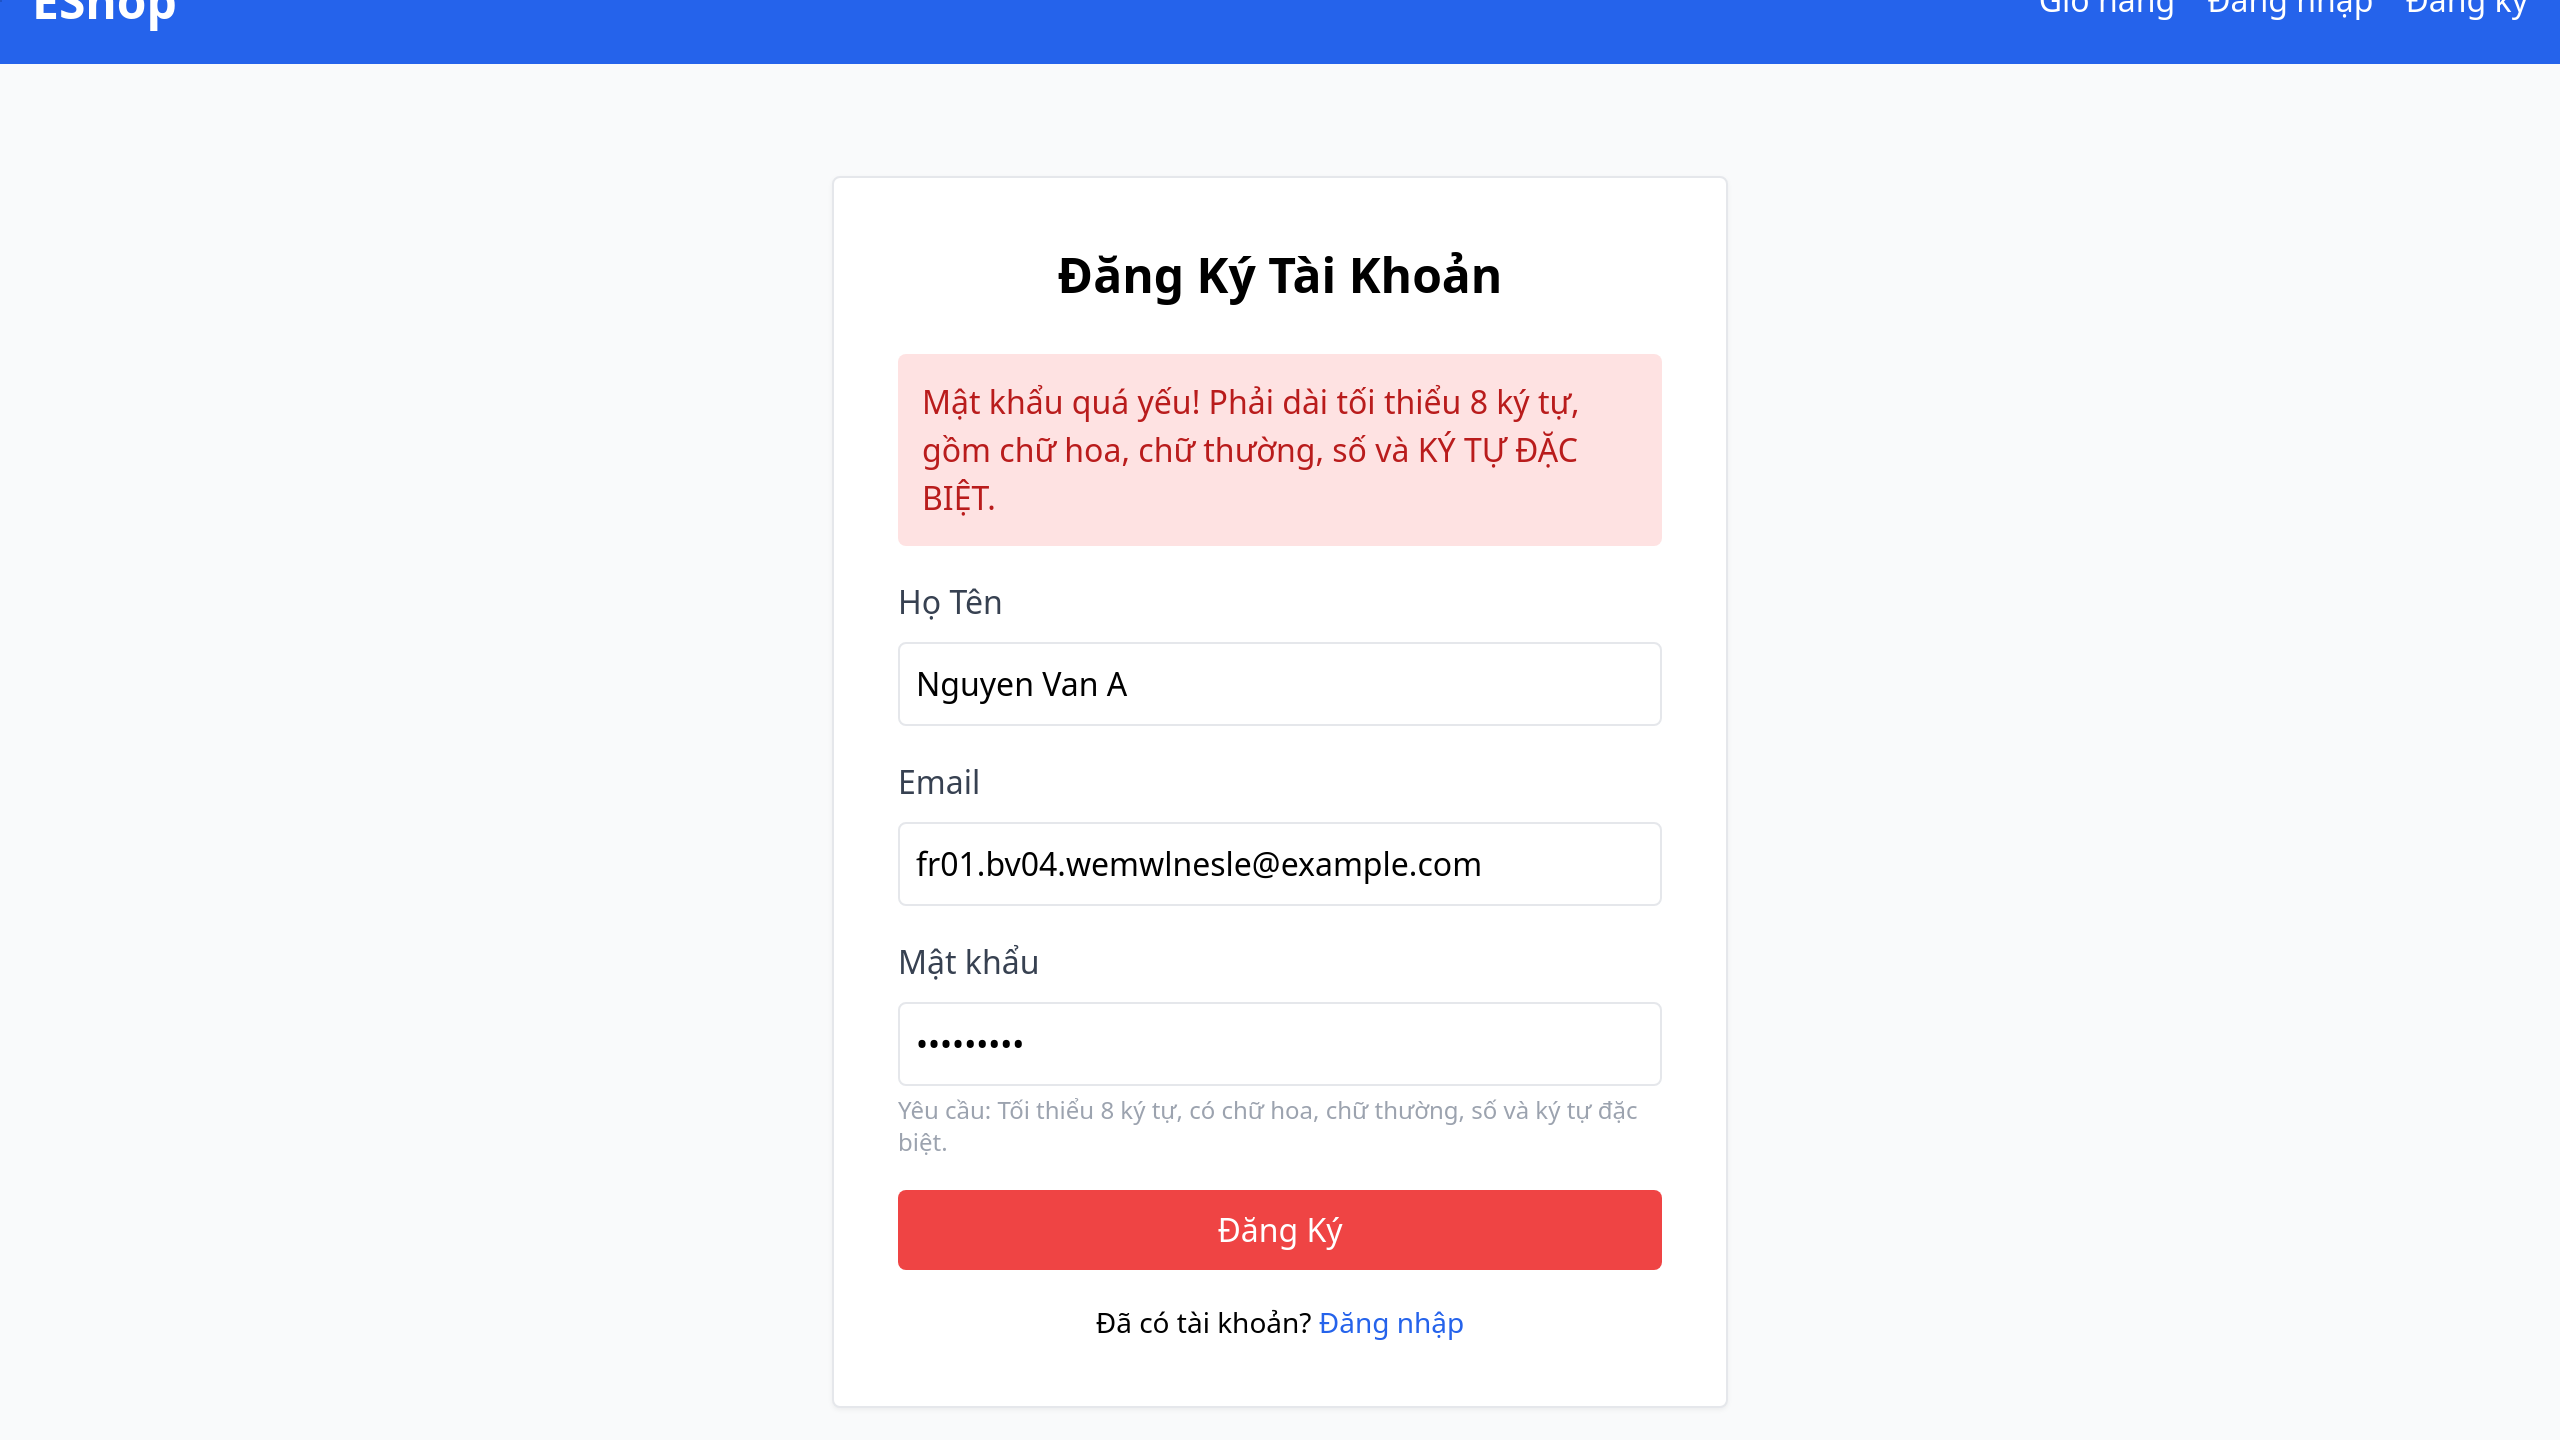 EShop
Giỏ hàng Đăng nhập Đăng ký
Đăng Ký Tài Khoản
Mật khẩu quá yếu! Phải dài tối thiểu 8 ký tự,
gồm chữ hoa, chữ thường, số và KÝ TỰ ĐẶC
BIỆT.
Họ Tên
Nguyen Van A
Email
fr01.bv04.wemwlnesle@example.com
Mật khẩu
•••••••••
Yêu cầu: Tối thiểu 8 ký tự, có chữ hoa, chữ thường, số và ký tự đặc
biệt.
Đăng Ký
Đã có tài khoản? Đăng nhập